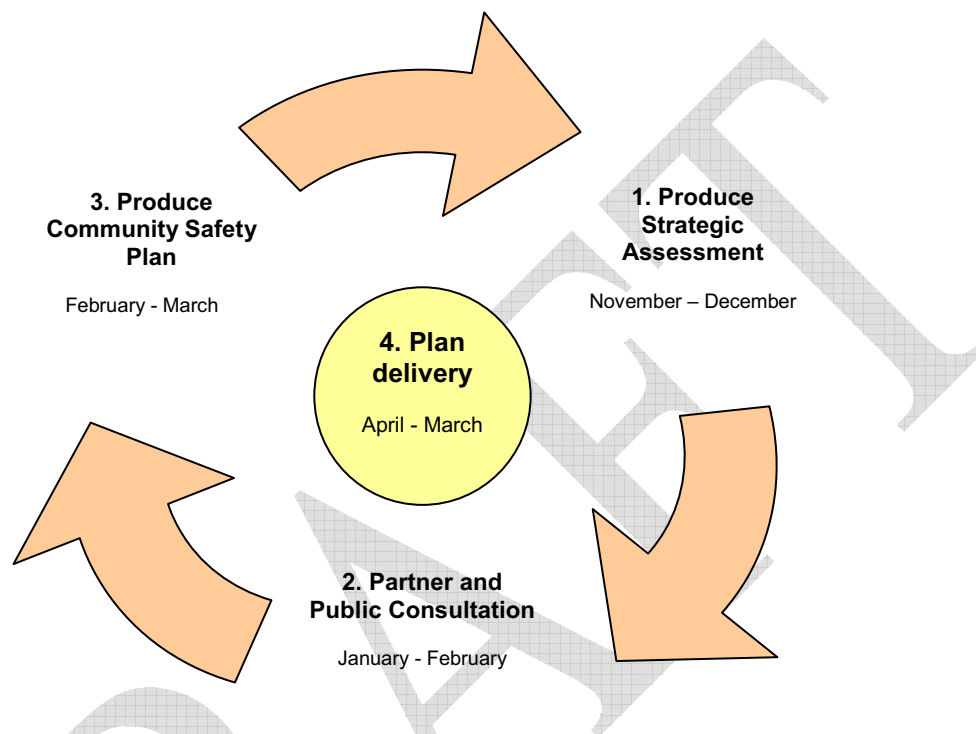 1. Produce
Strategic
Assessment
November – December
2. Partner and
Public Consultation
January - February
3. Produce
Community Safety
Plan
February - March
4. Plan
delivery
April - March
DRAFT